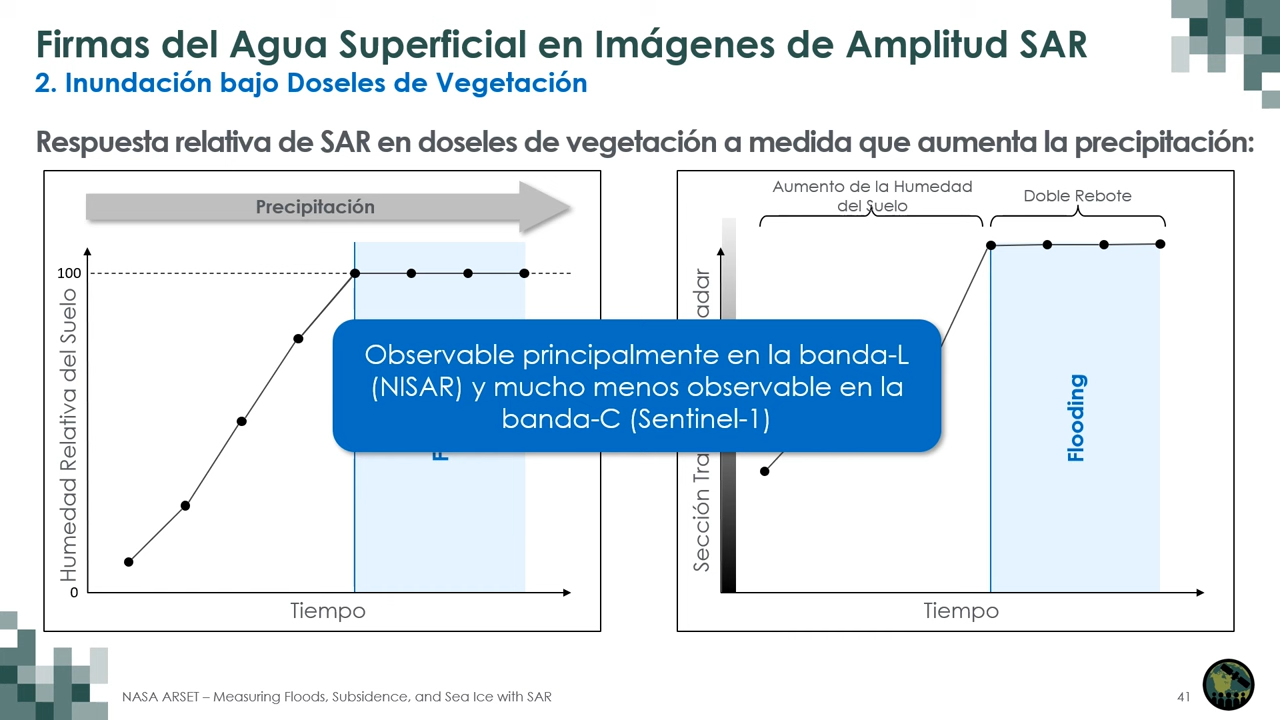 Firmas del Agua Superficial en Imágenes de Amplitud SAR
2. Inundación bajo Doseles de Vegetación
Respuesta relativa de SAR en doseles de vegetación a medida que aumenta la precipitación:
Precipitación
100
Humedad Relativa del Suelo
0
Tiempo
Aumento de la Humedad
del Suelo
Doble Rebote
Sección
Flooding
Tiempo
Observable principalmente en la banda-L
(NISAR) y mucho menos observable en la
banda-C (Sentinel-1)
NASA ARSET – Measuring Floods, Subsidence, and Sea Ice with SAR
41